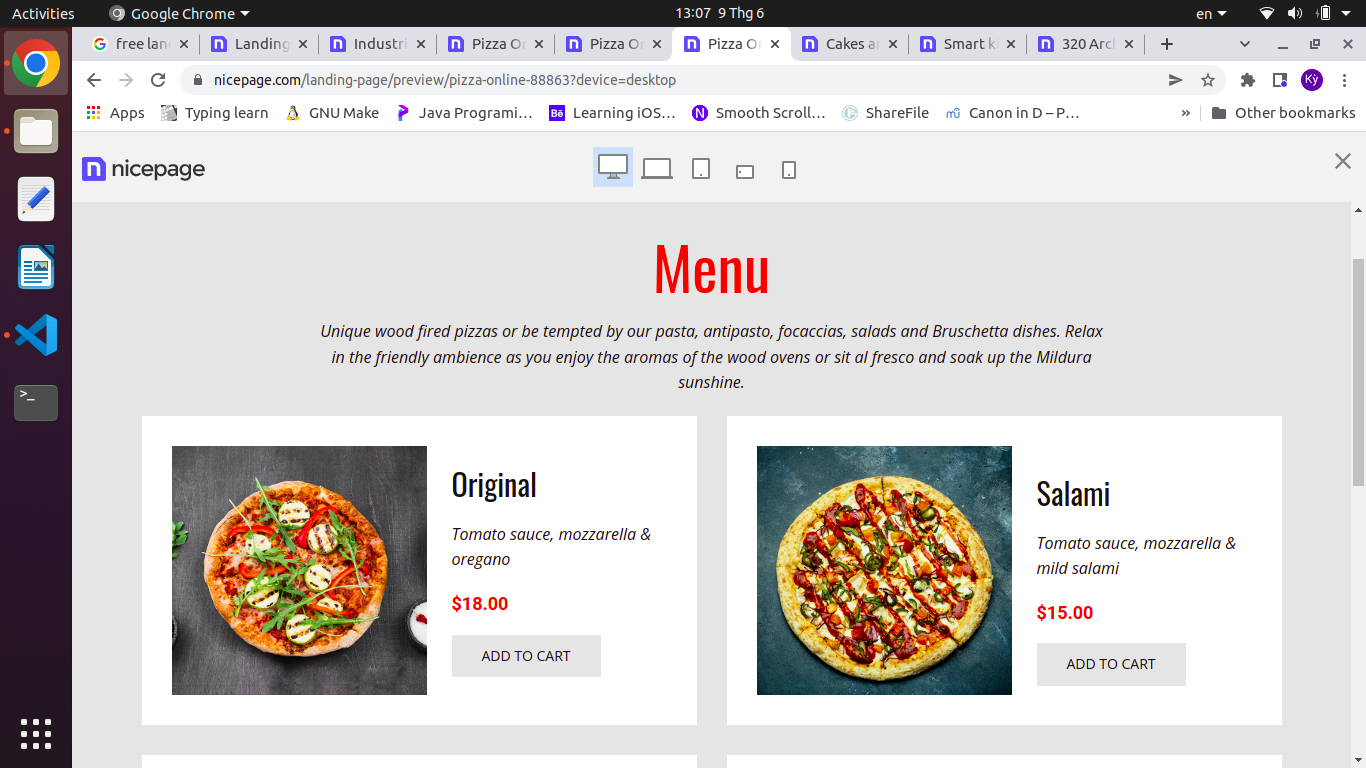 Activities
Google Chrome
13:07 9 Thg 6
en
free lan
Landing
Industri
Pizza On
Pizza On
Pizza On
Cakes a
Smart k
320 Arc
nicepage.com/landing-page/preview/pizza-online-88863?device=desktop
Kỳ
Apps
Typing learn
GNU Make
Java Programi…
Bē
Learning iOS…
N
Smooth Scroll…
ShareFile
Canon in D – P…
»
Other bookmarks
nicepage
Menu
Unique wood fired pizzas or be tempted by our pasta, antipasto, focaccias, salads and Bruschetta dishes. Relax
in the friendly ambience as you enjoy the aromas of the wood ovens or sit al fresco and soak up the Mildura
sunshine.
Original
Tomato sauce, mozzarella &
oregano
$18.00
ADD TO CART
Salami
Tomato sauce, mozzarella &
mild salami
$15.00
ADD TO CART